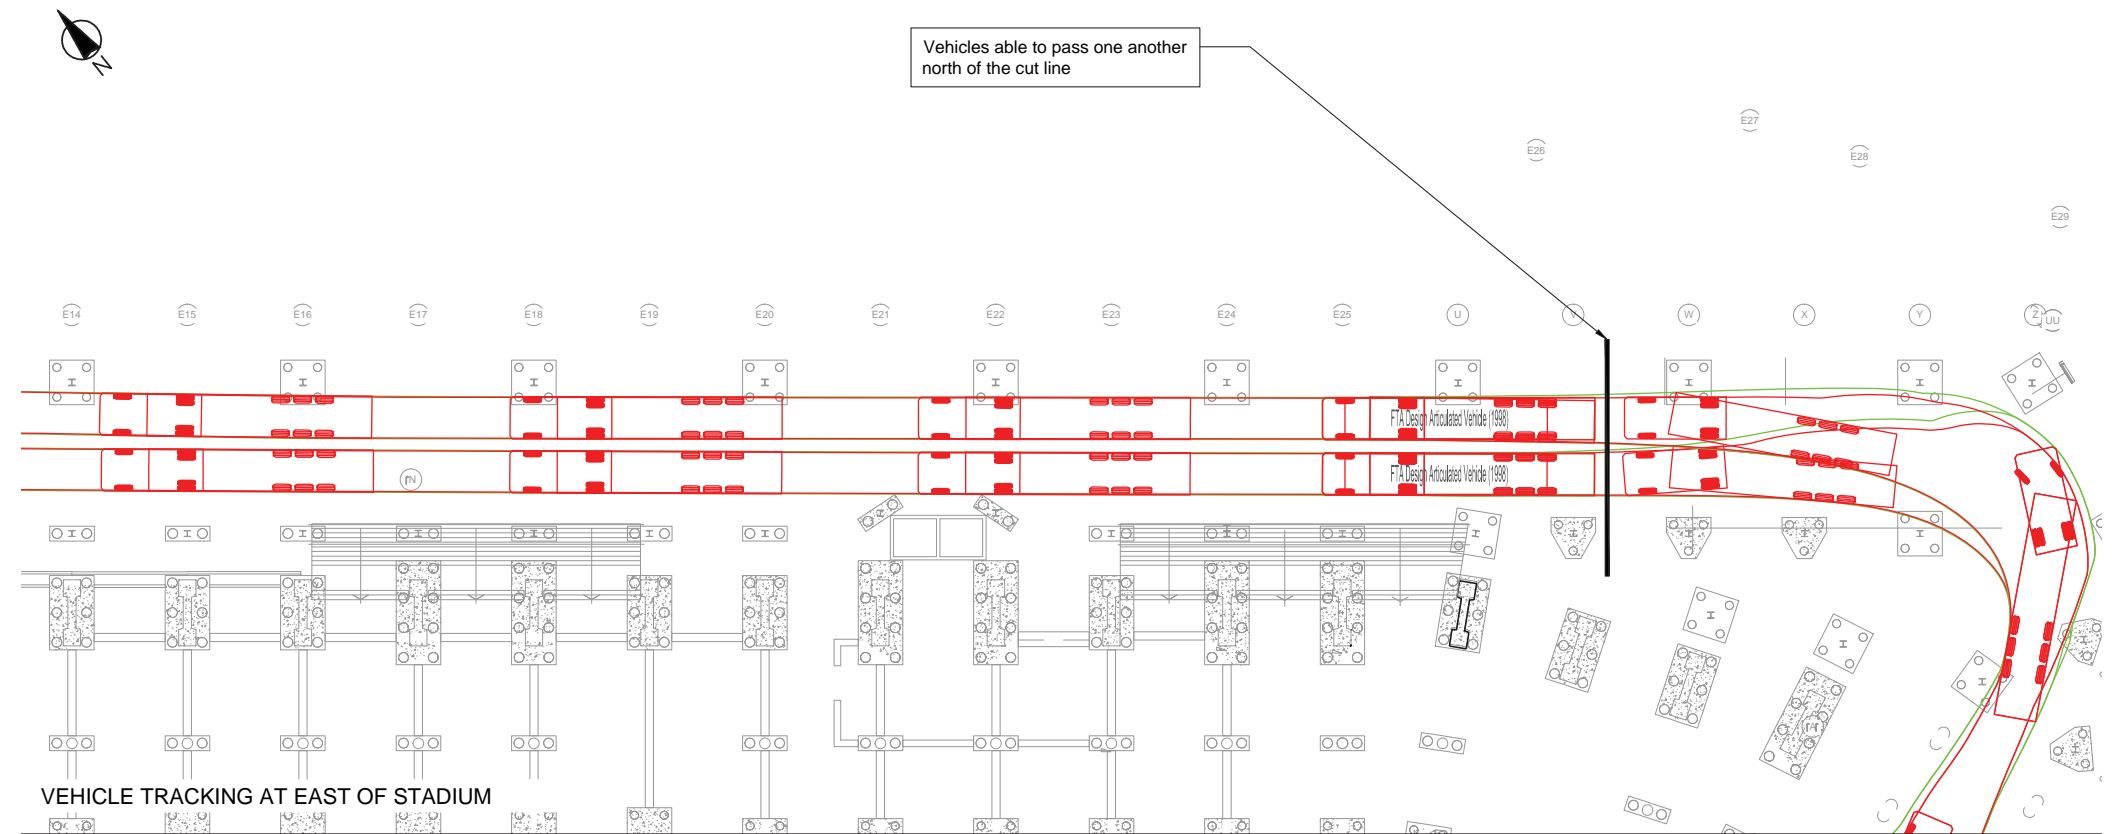 N
Vehicles able to pass one another
north of the cut line
E27
E26
E28
E29
E14 E15 E16 E17 E18 E19 E20 E21 E22 E23 E24 E25 U V W X Y Z
UU
FTA Design Articulated Vehicle (1998)
FTA Design Articulated Vehicle (1998)
VEHICLE TRACKING AT EAST OF STADIUM